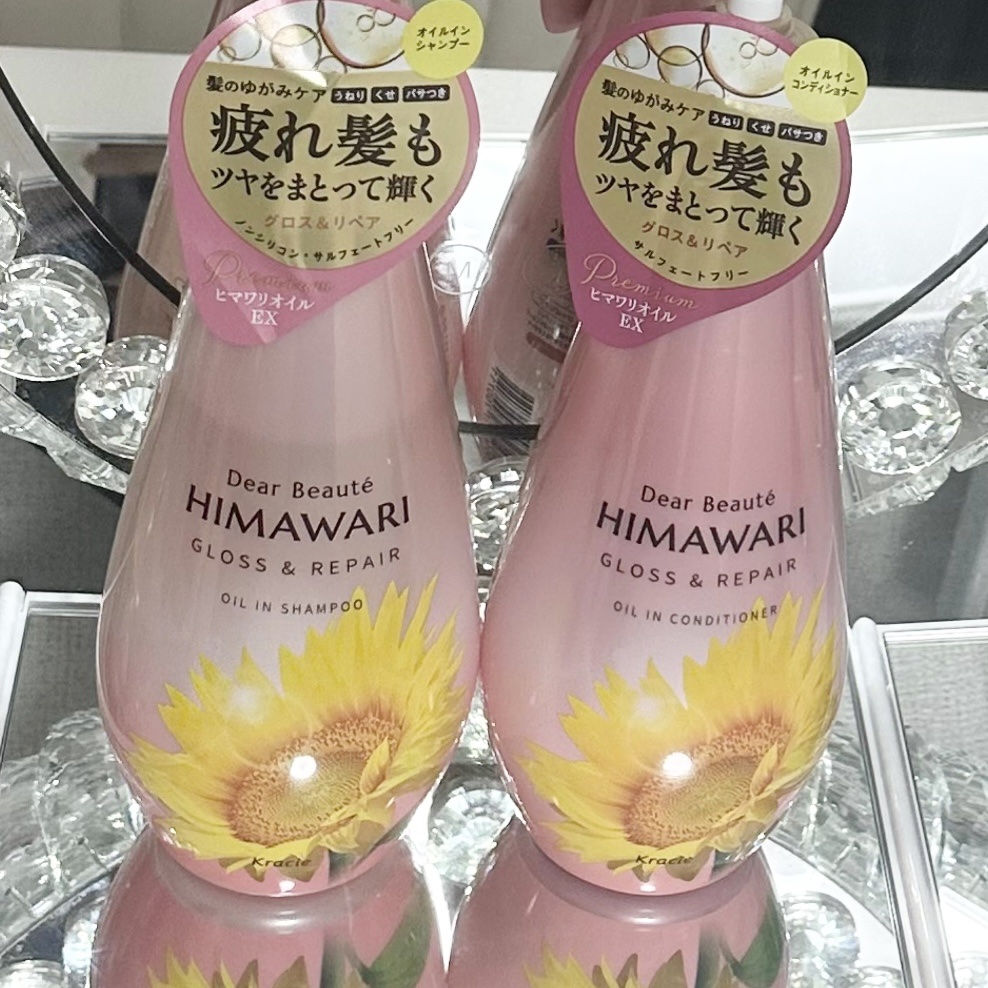 オイルイン
シャンプー
髪のゆがみケア うねり くせ パサつき
疲れ髪も
ツヤをまとって輝く
グロス&リペア
ノンシリコン・サルフェートフリー
Premium
ヒマワリオイル
EX
Dear Beauté
HIMAWARI
GLOSS & REPAIR
OIL IN SHAMPOO
Kracie
オイルイン
コンディショナー
髪のゆがみケア うねり くせ パサつき
疲れ髪も
ツヤをまとって輝く
グロス&リペア
サルフェートフリー
Premium
ヒマワリオイル
EX
Dear Beauté
HIMAWARI
GLOSS & REPAIR
OIL IN CONDITIONER
Kracie